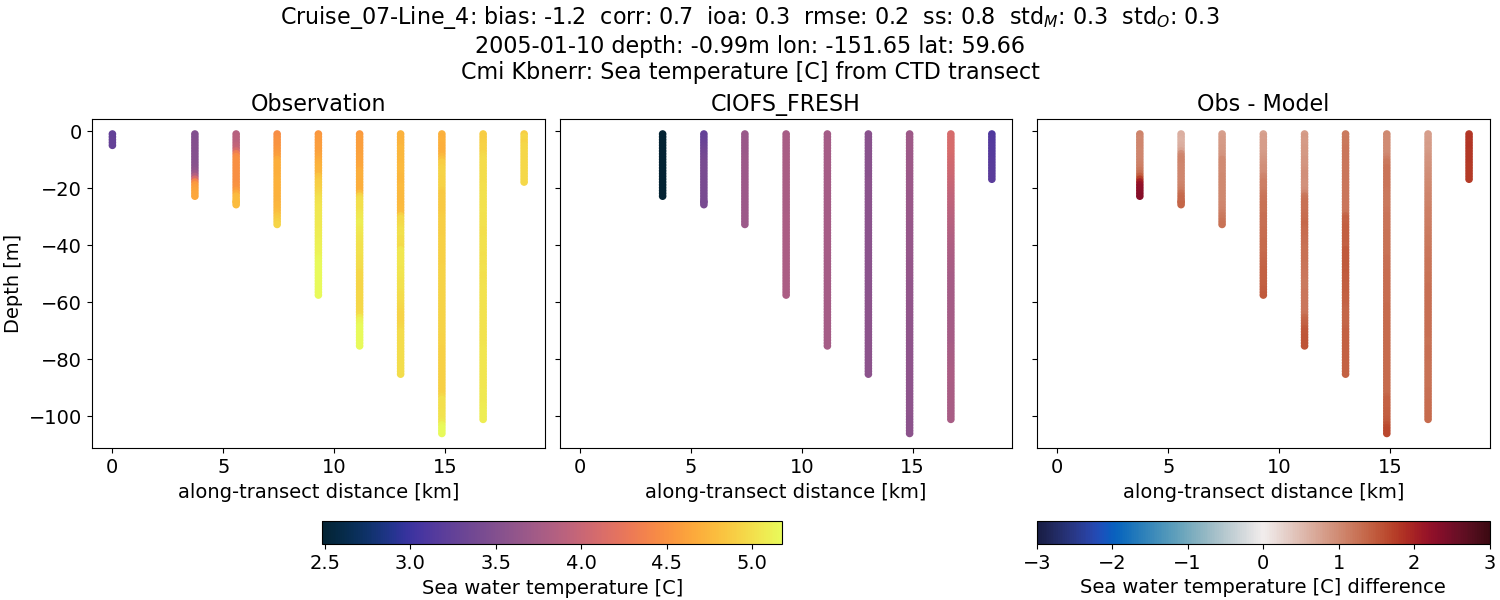 Cruise_07-Line_4: bias: -1.2  corr: 0.7  ioa: 0.3  rmse: 0.2  ss: 0.8  std_M: 0.3  std_O: 0.3
2005-01-10 depth: -0.99m lon: -151.65 lat: 59.66
Cmi Kbnerr: Sea temperature [C] from CTD transect
Observation
CIOFS_FRESH
Obs - Model
Depth [m]
0
−20
−40
−60
−80
−100
0 5 10 15
0 5 10 15
0 5 10 15
along-transect distance [km]
along-transect distance [km]
along-transect distance [km]
2.5 3.0 3.5 4.0 4.5 5.0
Sea water temperature [C]
−3 −2 −1 0 1 2 3
Sea water temperature [C] difference